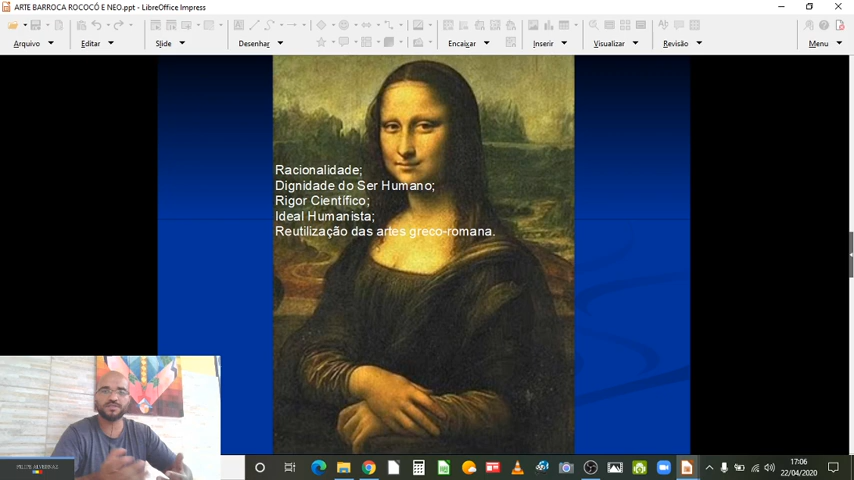 ARTE BARROCA ROCOCÓ E NEO.ppt - LibreOffice Impress
Arquivo
Editar
Slide
Desenhar
Encaixar
Inserir
Visualizar
Revisão
Menu
Racionalidade;
Dignidade do Ser Humano;
Rigor Científico;
Ideal Humanista;
Reutilização das artes greco-romana.
17:06
22/04/2020